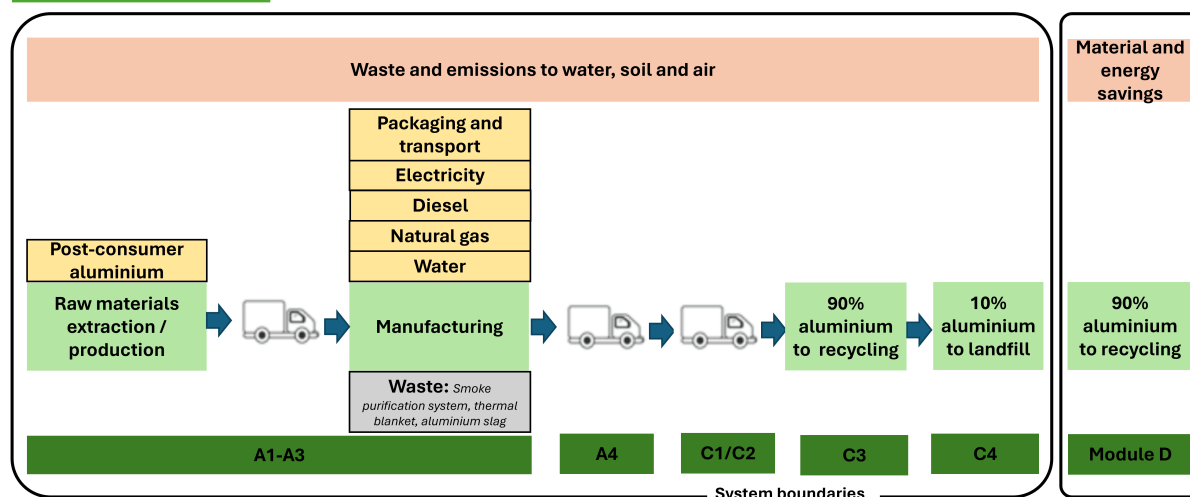 Waste and emissions to water, soil and air
Material and
energy
savings
Packaging and
transport
Electricity
Diesel
Natural gas
Water
Post-consumer
aluminium
Raw materials
extraction /
production
Manufacturing
90%
aluminium
to recycling
10%
aluminium
to landfill
90%
aluminium
to recycling
Waste: Smoke
purification system, thermal
blanket, aluminium slag
A1-A3
A4
C1/C2
C3
C4
Module D
System boundaries